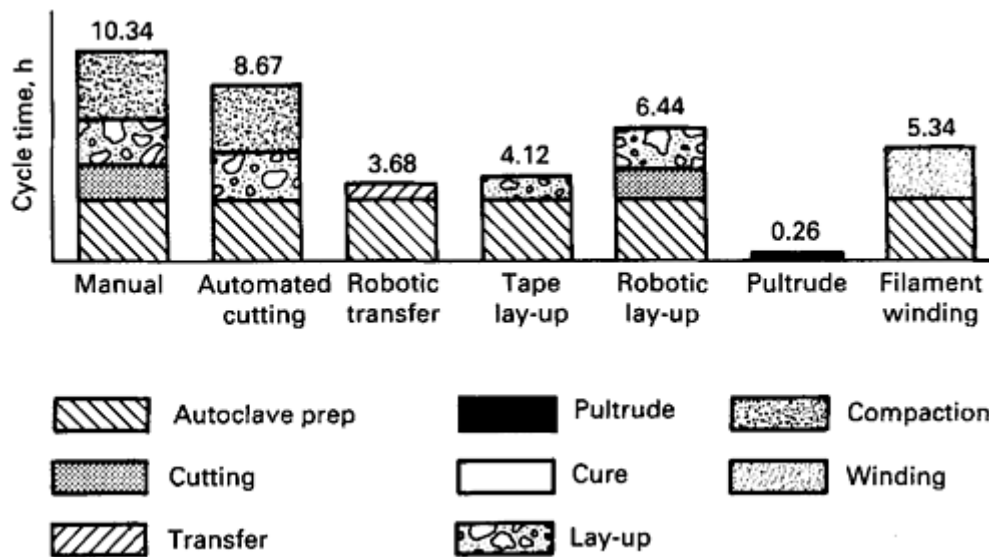 Cycle time, h
10.34
8.67
3.68
4.12
6.44
0.26
5.34
Manual
Automated
cutting
Robotic
transfer
Tape
lay-up
Robotic
lay-up
Pultrude
Filament
winding
Autoclave prep
Pultrude
Compaction
Cutting
Cure
Winding
Transfer
Lay-up